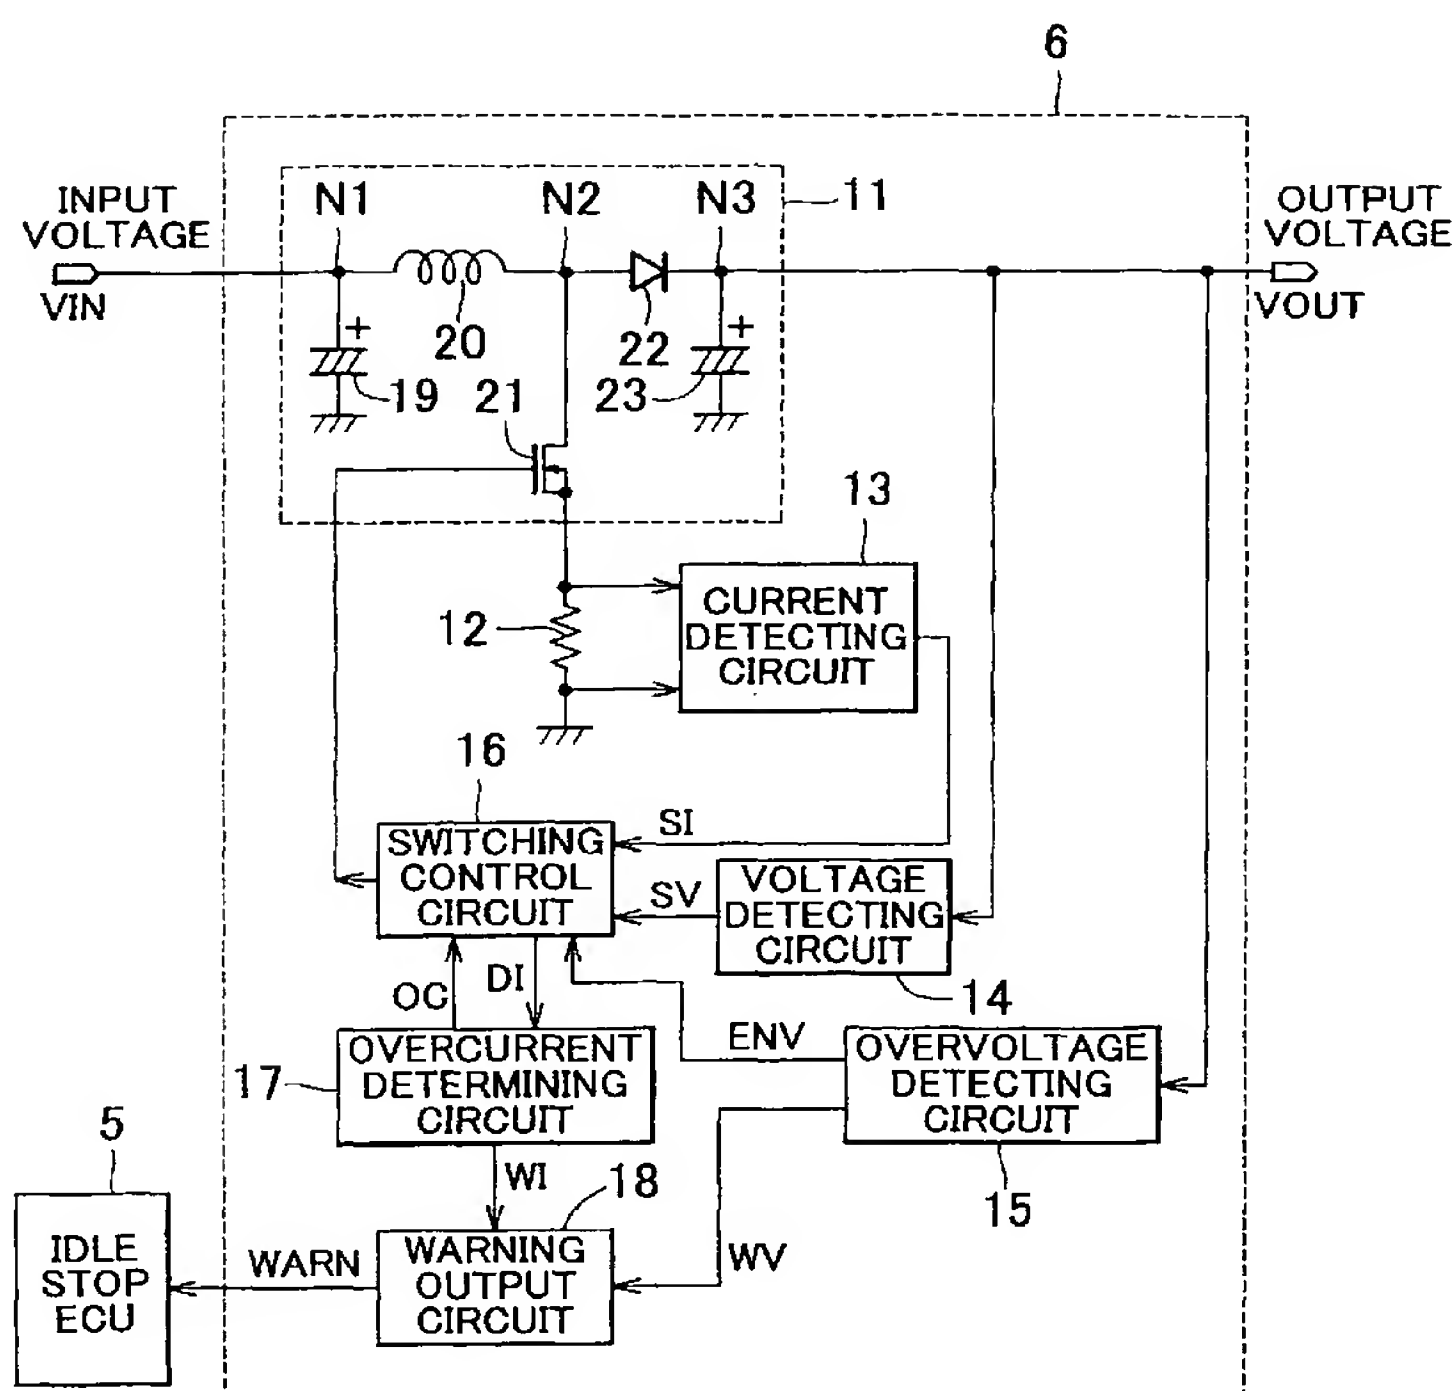 6
INPUT
VOLTAGE
VIN
N1
N2
N3
11
OUTPUT
VOLTAGE
VOUT
+
20
22
+
19
21
23
13
CURRENT
DETECTING
CIRCUIT
12
16
SWITCHING
CONTROL
CIRCUIT
SI
SV
VOLTAGE
DETECTING
CIRCUIT
14
OC
DI
ENV
17
OVERCURRENT
DETERMINING
CIRCUIT
OVERVOLTAGE
DETECTING
CIRCUIT
15
5
WI
18
WV
IDLE
STOP
ECU
WARN
WARNING
OUTPUT
CIRCUIT